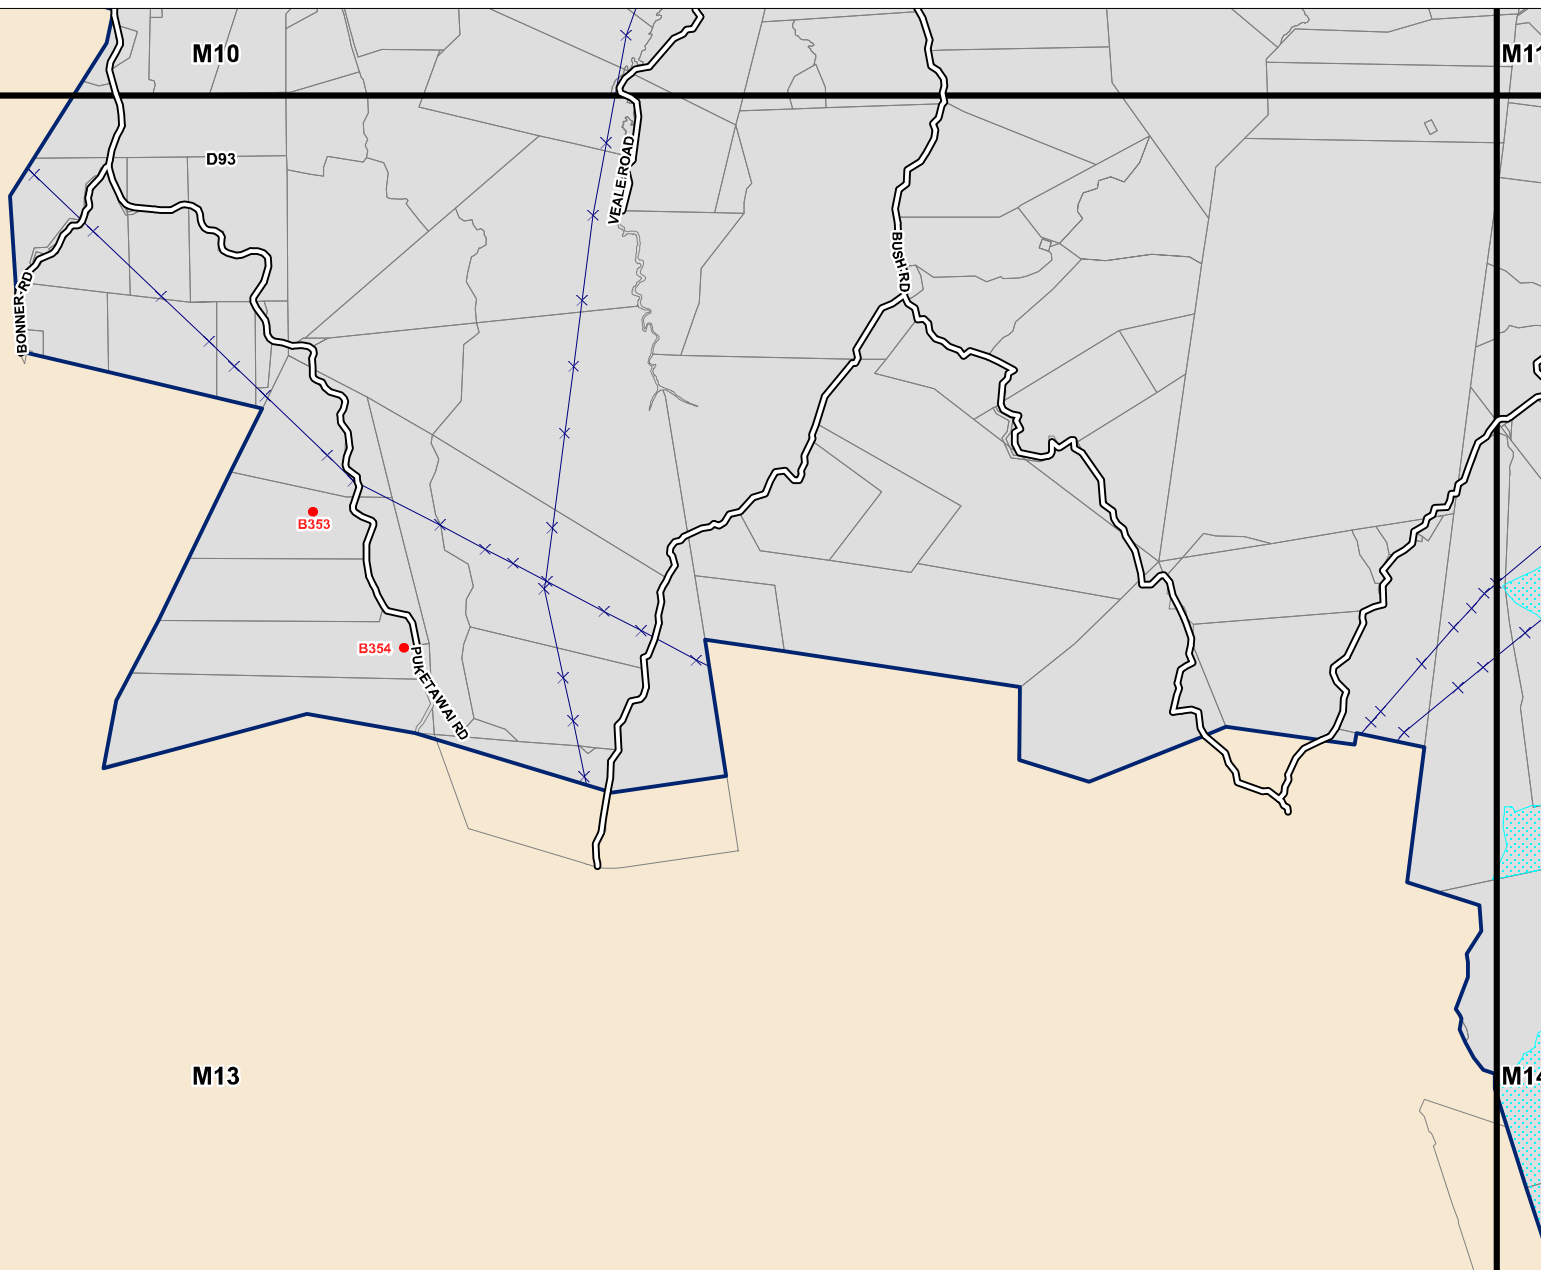 M10
M11
D93
VEALE ROAD
BUSH RD
BONNER RD
B353
B354
PUKETAWAI RD
M13
M14